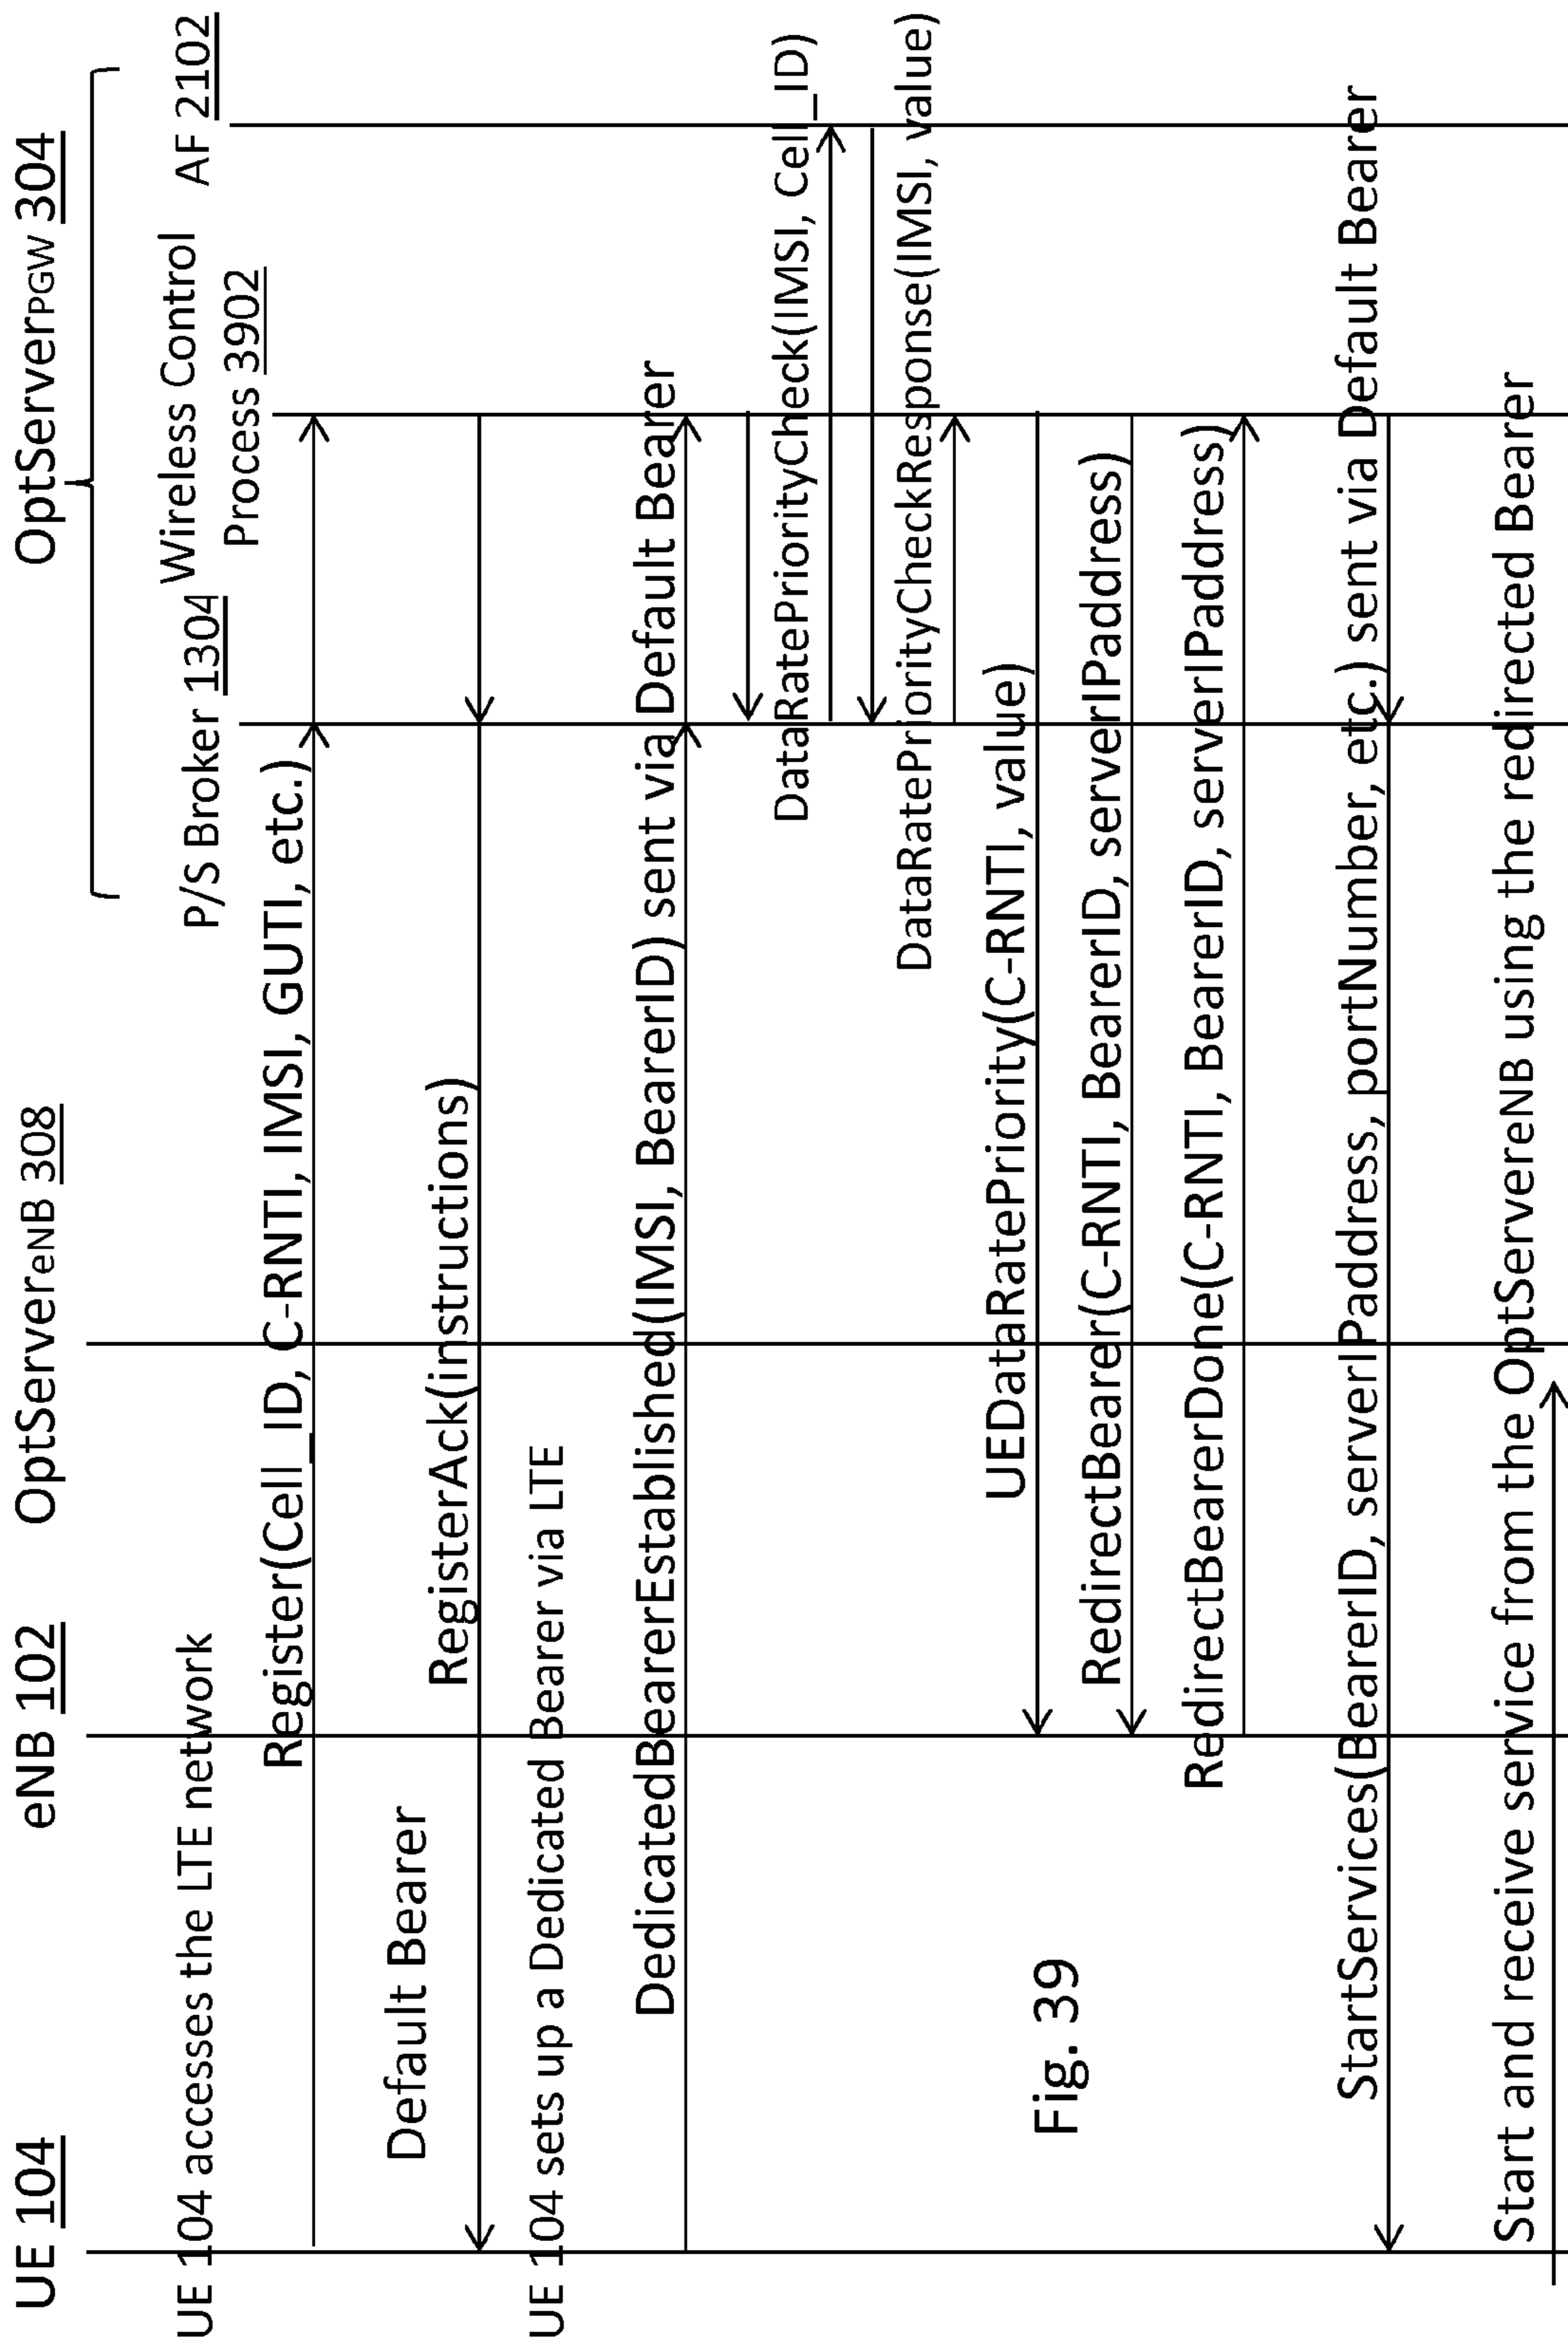 UE 104 eNB 102 OptServereNB 308 OptServerPGW 304
P/S Broker 1304 Wireless Control Process 3902 AF 2102
UE 104 accesses the LTE network
Register(Cell_ID, C-RNTI, IMSI, GUTI, etc.)
Default Bearer
RegisterAck(instructions)
UE 104 sets up a Dedicated Bearer via LTE
DedicatedBearerEstablished(IMSI, BearerID) sent via Default Bearer
DataRatePriorityCheck(IMSI, Cell_ID)
DataRatePriorityCheckResponse(IMSI, value)
UEDataRatePriority(C-RNTI, value)
Fig. 39
RedirectBearer(C-RNTI, BearerID, serverIPaddress)
RedirectBearerDone(C-RNTI, BearerID, serverIPaddress)
StartServices(BearerID, serverIPaddress, portNumber, etc.) sent via Default Bearer
Start and receive service from the OptServereNB using the redirected Bearer